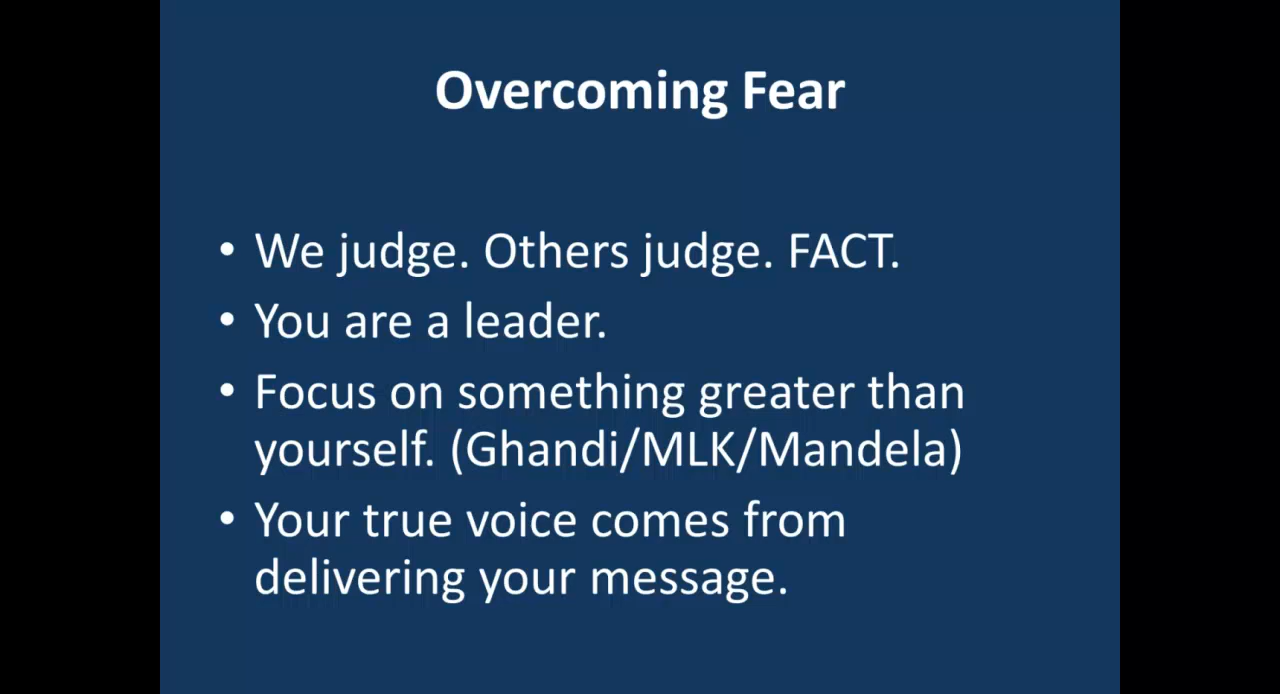 Overcoming Fear
• We judge. Others judge. FACT.
• You are a leader.
• Focus on something greater than
yourself. (Ghandi/MLK/Mandela)
• Your true voice comes from
delivering your message.